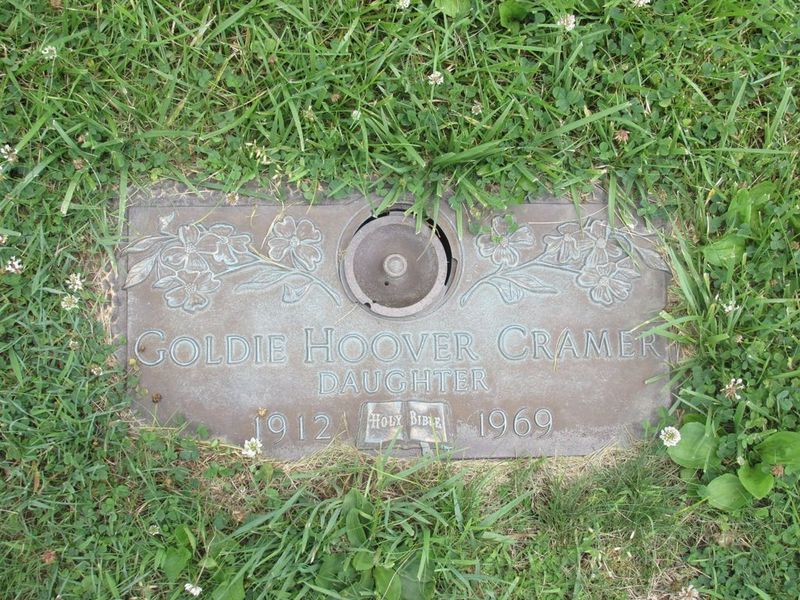 GOLDIE HOOVER CRAMER
DAUGHTER
1912 HOLY BIBLE 1969